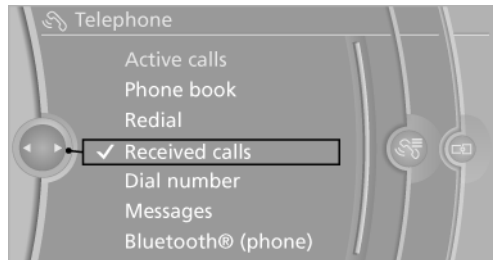 Telephone
Active calls
Phone book
Redial
✓ Received calls
Dial number
Messages
Bluetooth® (phone)